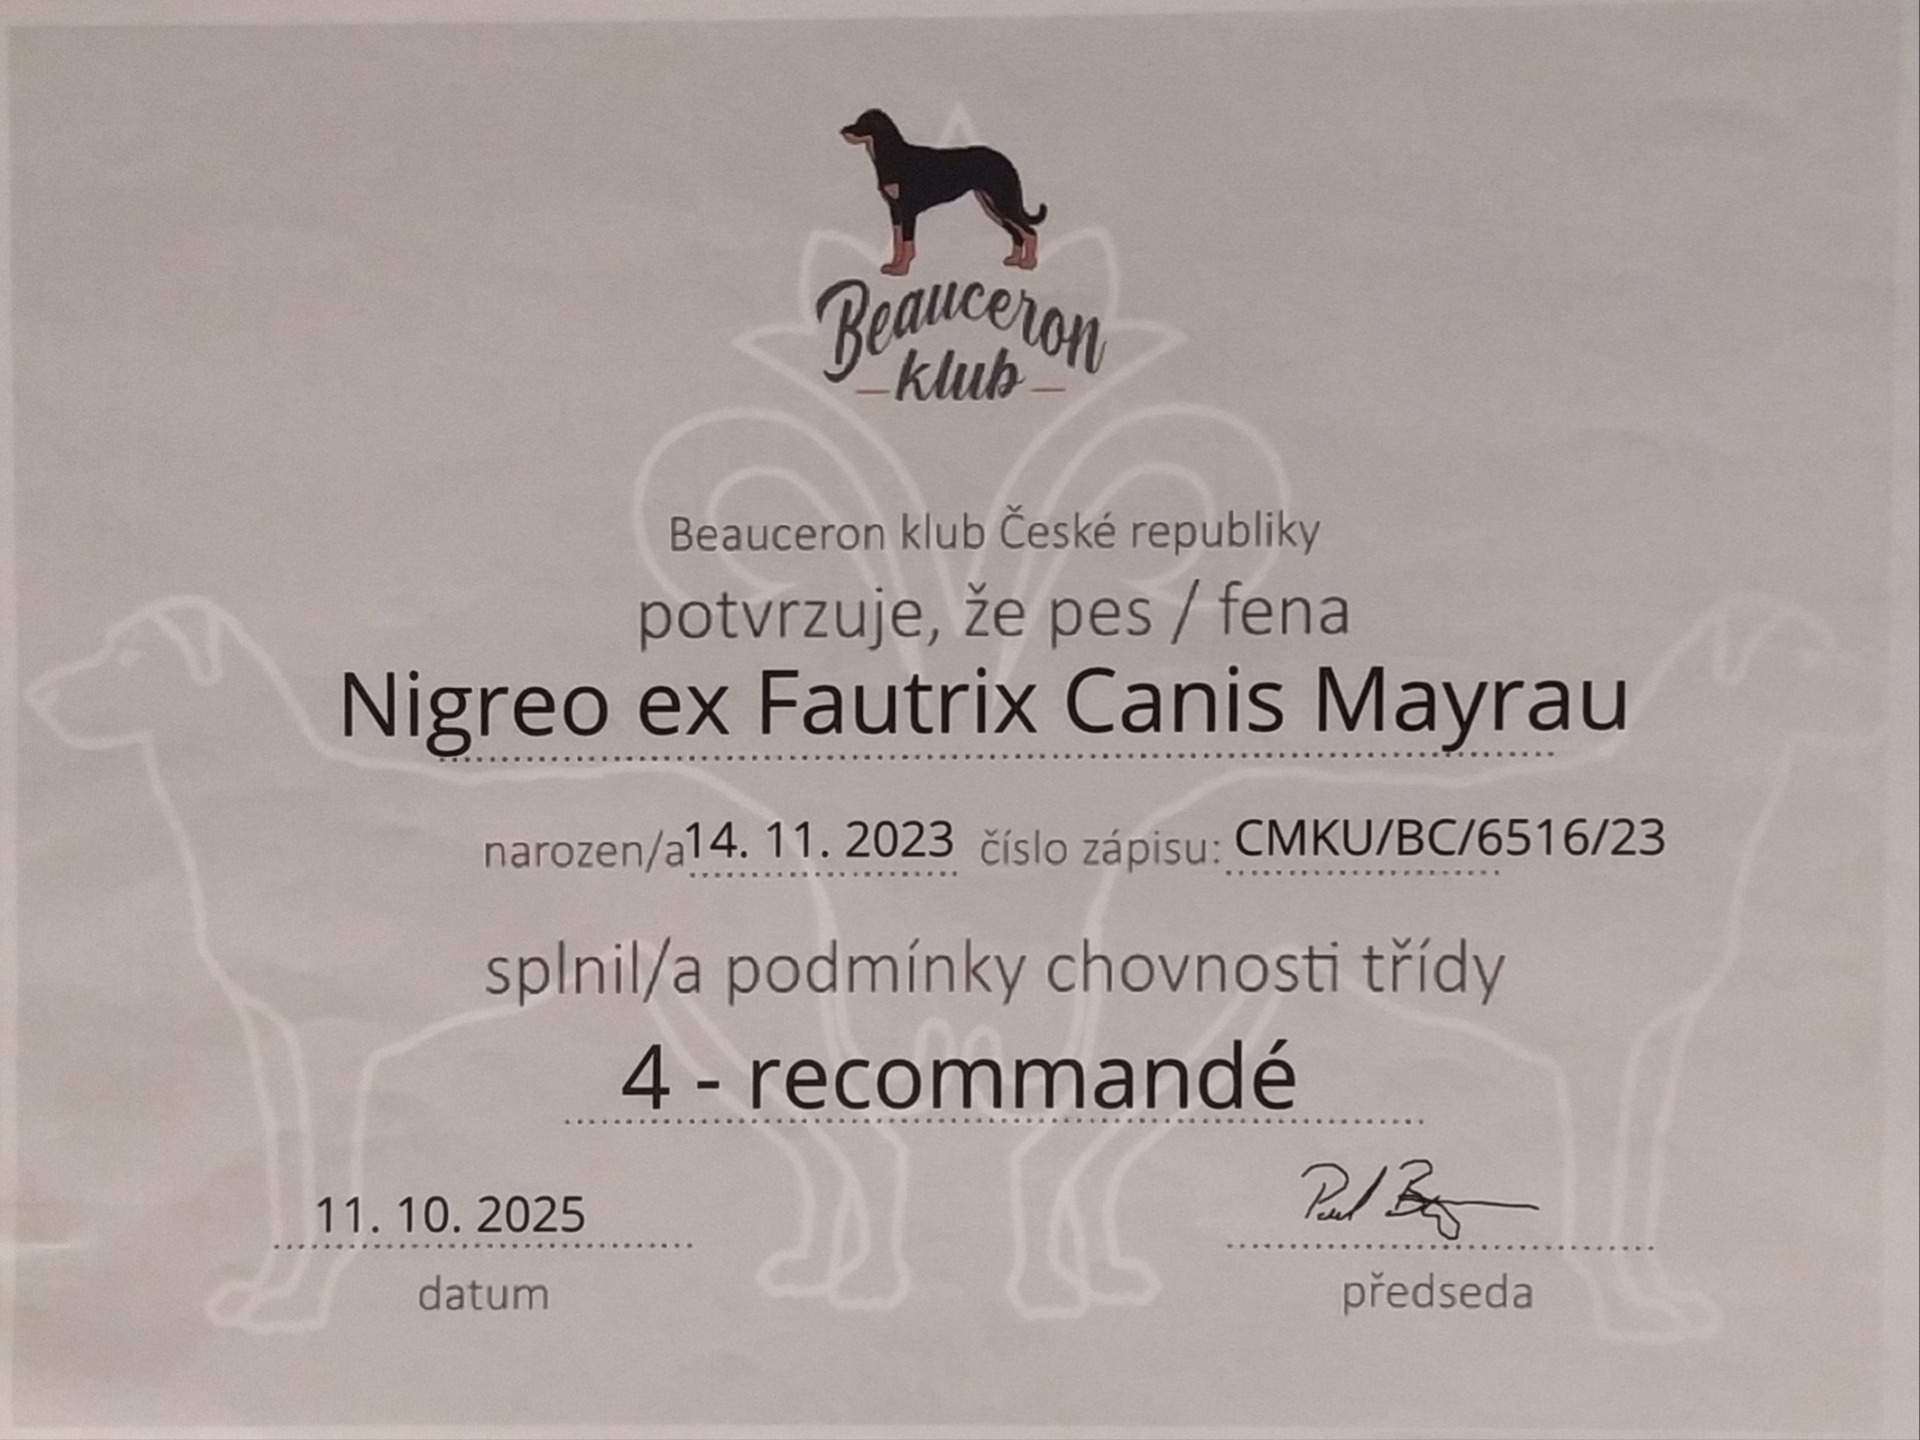 Beauceron
klub
Beauceron klub České republiky
potvrzuje, že pes / fena
Nigreo ex Fautrix Canis Mayrau
narozen/a 14. 11. 2023 číslo zápisu: CMKU/BC/6516/23
splnil/a podmínky chovnosti třídy
4 - recommandé
11. 10. 2025
datum
předseda